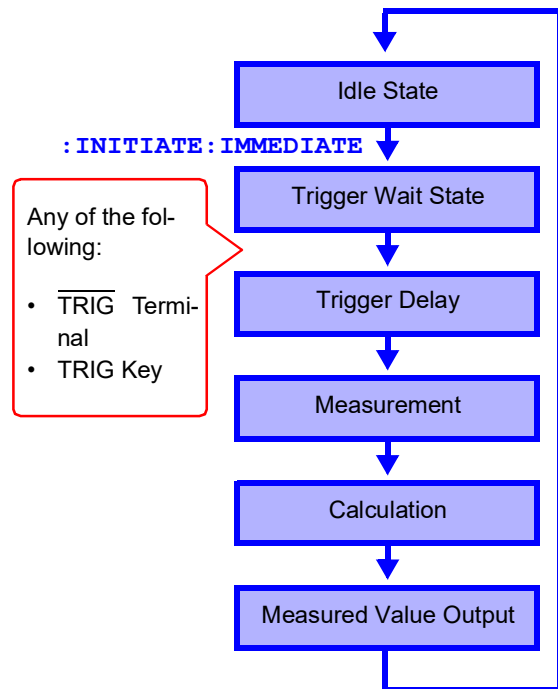 Idle State
:INITIATE:IMMEDIATE
Trigger Wait State
Any of the fol-
lowing:
• TRIG Termi-
nal
• TRIG Key
Trigger Delay
Measurement
Calculation
Measured Value Output